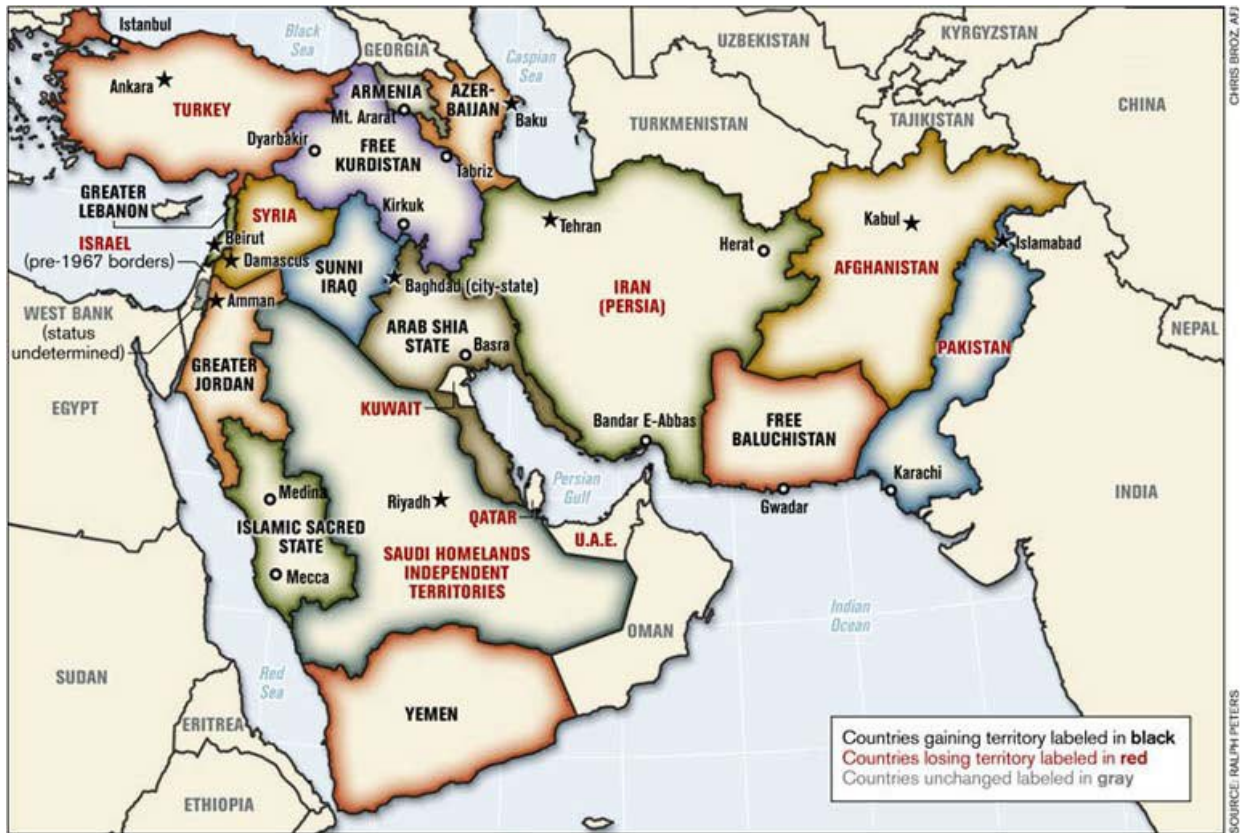 Istanbul
Black
Sea
GEORGIA
Caspian
Sea
UZBEKISTAN
KYRGYZSTAN
CHRIS BROZ, AFJ
Ankara
TURKEY
ARMENIA
Mt. Ararat
AZER-
BAIJAN
Baku
TURKMENISTAN
TAJIKISTAN
CHINA
Dyarbakir
FREE
KURDISTAN
Tabriz
GREATER
LEBANON
SYRIA
Kirkuk
Tehran
Herat
Kabul
Islamabad
ISRAEL
(pre-1967 borders)
Beirut
Damascus
SUNNI
IRAQ
Baghdad (city-state)
IRAN
(PERSIA)
AFGHANISTAN
WEST BANK
(status
undetermined)
Amman
ARAB SHIA
STATE
Basra
PAKISTAN
NEPAL
GREATER
JORDAN
EGYPT
KUWAIT
Bandar E-Abbas
FREE
BALUCHISTAN
Karachi
INDIA
Medina
Riyadh
Persian
Gulf
Gwadar
ISLAMIC SACRED
STATE
QATAR
U.A.E.
Mecca
SAUDI HOMELANDS
INDEPENDENT
TERRITORIES
OMAN
Indian
Ocean
SUDAN
Red
Sea
ERITREA
YEMEN
ETHIOPIA
Countries gaining territory labeled in black
Countries losing territory labeled in red
Countries unchanged labeled in gray
SOURCE: RALPH PETERS